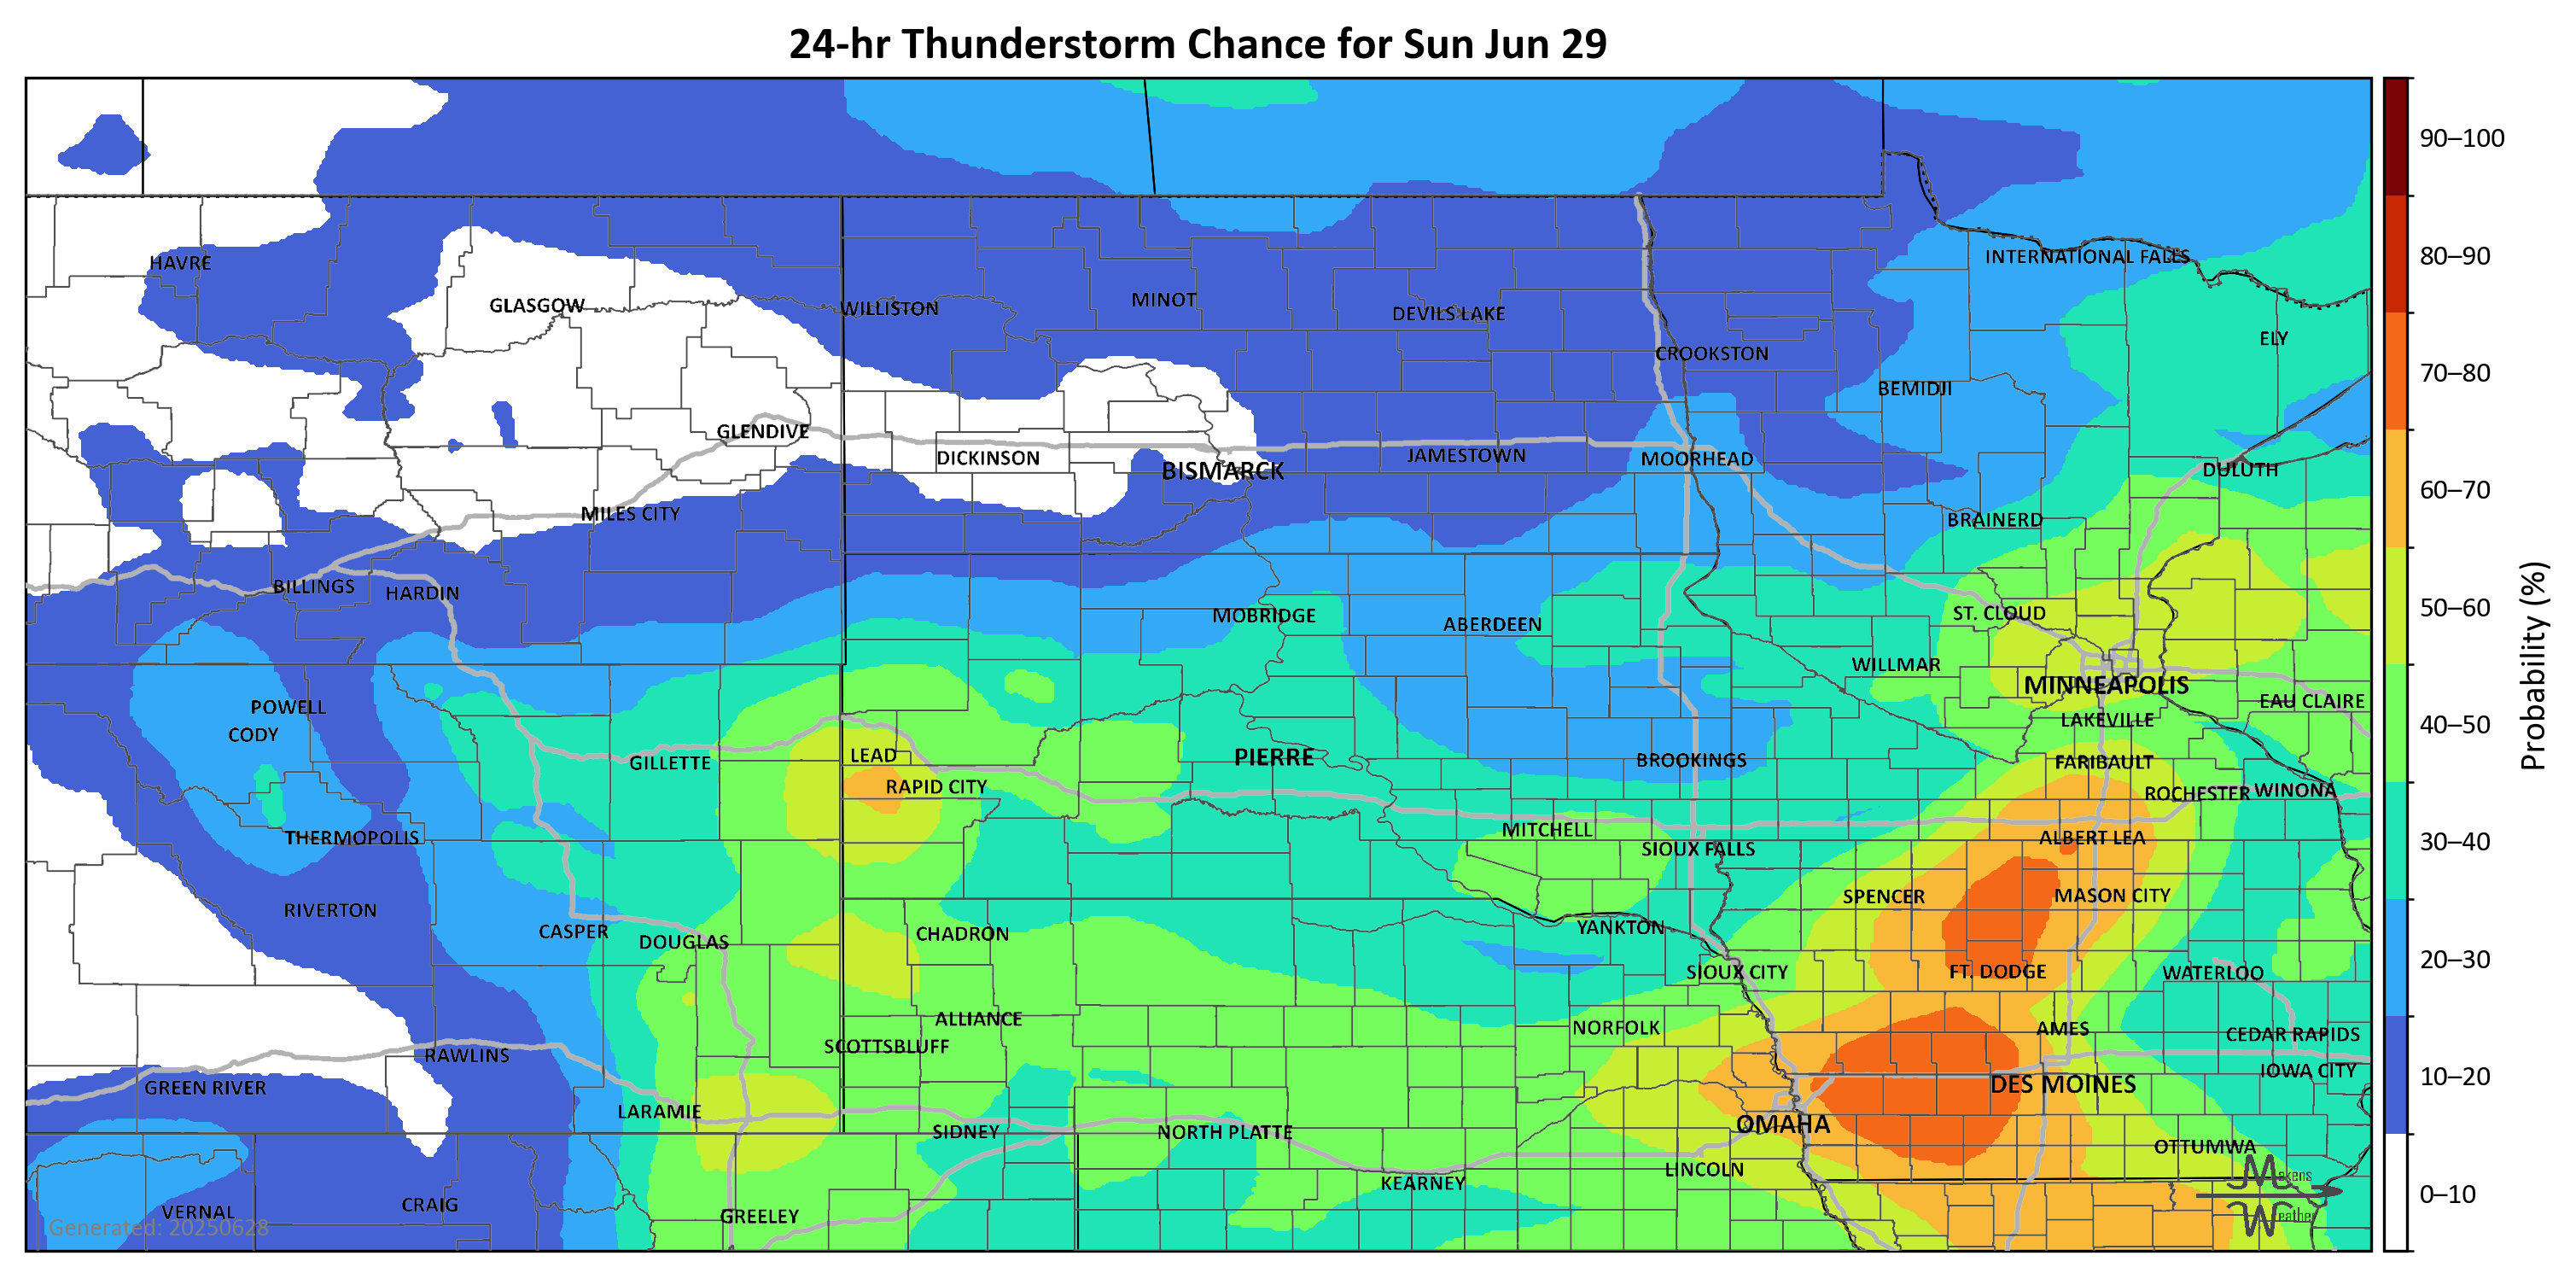 24-hr Thunderstorm Chance for Sun Jun 29
90–100
80–90
70–80
60–70
50–60
40–50
30–40
20–30
10–20
0–10
Probability (%)
HAVRE
GLASGOW
WILLISTON
MINOT
DEVILS LAKE
INTERNATIONAL FALLS
ELY
CROOKSTON
BEMIDJI
GLENDIVE
DICKINSON
BISMARCK
JAMESTOWN
MOORHEAD
DULUTH
MILES CITY
BRAINERD
BILLINGS
HARDIN
MOBRIDGE
ABERDEEN
ST. CLOUD
WILLMAR
MINNEAPOLIS
EAU CLAIRE
POWELL
CODY
LAKEVILLE
GILLETTE
LEAD
PIERRE
BROOKINGS
FARIBAULT
RAPID CITY
ROCHESTER
WINONA
THERMOPOLIS
MITCHELL
SIOUX FALLS
ALBERT LEA
RIVERTON
SPENCER
MASON CITY
CASPER
DOUGLAS
CHADRON
YANKTON
SIOUX CITY
FT. DODGE
WATERLOO
ALLIANCE
NORFOLK
AMES
CEDAR RAPIDS
SCOTTSBLUFF
RAWLINS
IOWA CITY
GREEN RIVER
DES MOINES
LARAMIE
OMAHA
SIDNEY
NORTH PLATTE
OTTUMWA
LINCOLN
KEARNEY
VERNAL
CRAIG
GREELEY
Makens
Weather
Generated: 20250628